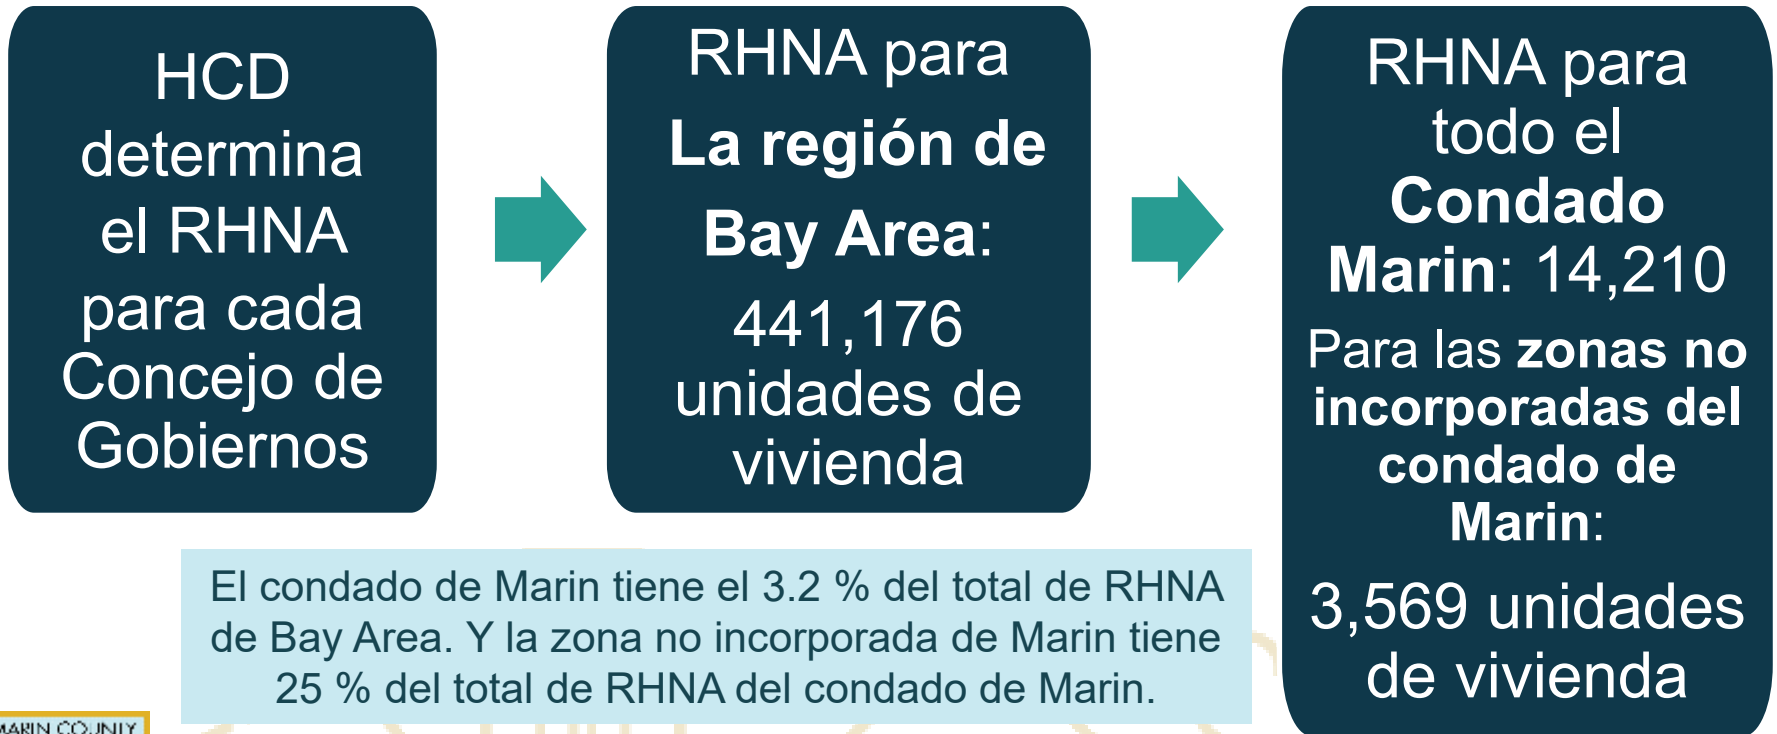 HCD
determina
el RHNA
para cada
Concejo de
Gobiernos
RHNA para
La región de
Bay Area:
441,176
unidades de
vivienda
RHNA para
todo el
Condado
Marin: 14,210
Para las zonas no
incorporadas del
condado de
Marin:
3,569 unidades
de vivienda
El condado de Marin tiene el 3.2 % del total de RHNA
de Bay Area. Y la zona no incorporada de Marin tiene
25 % del total de RHNA del condado de Marin.
MARIN COUNTY